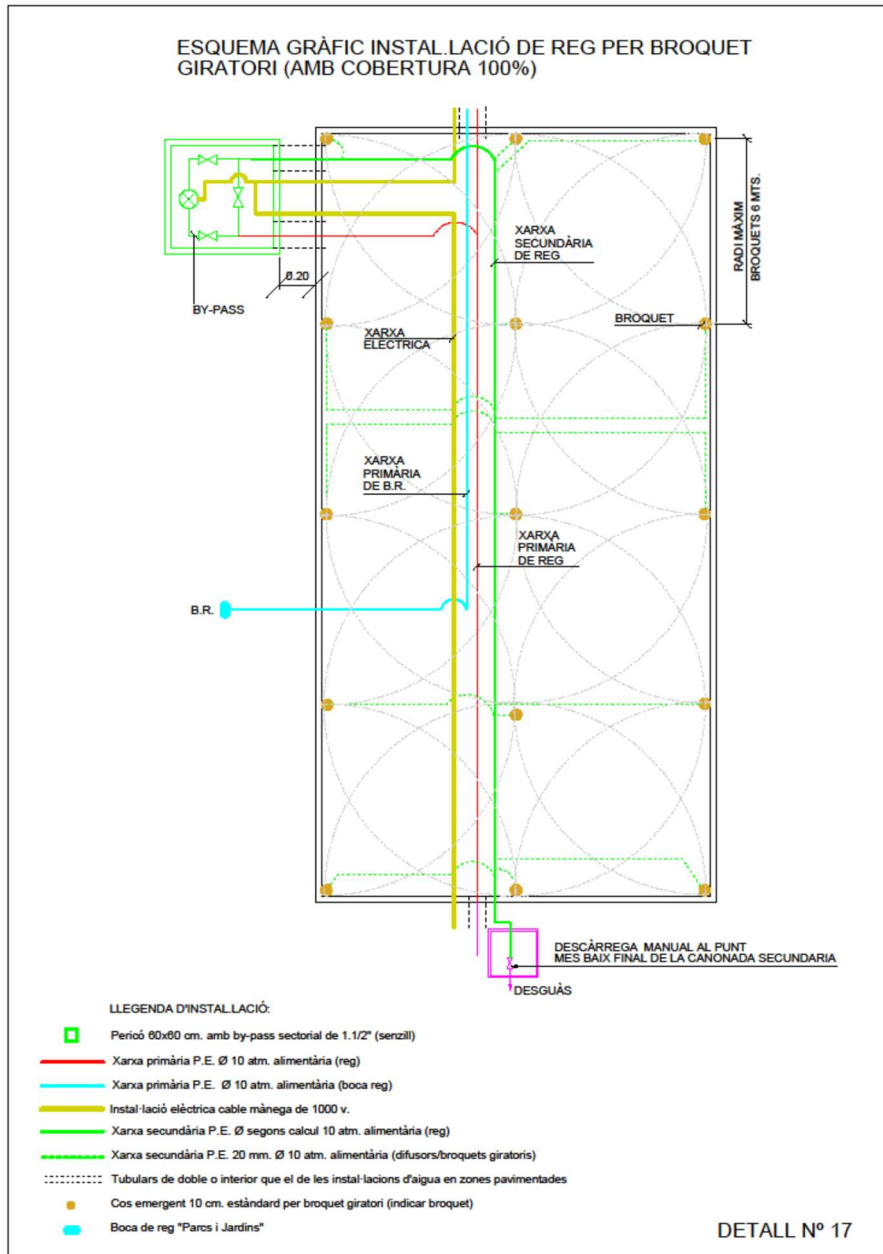 ESQUEMA GRÀFIC INSTAL.LACIÓ DE REG PER BROQUET
GIRATORI (AMB COBERTURA 100%)
RADI MÀXIM
BROQUETS 6 MTS.
XARXA
SECUNDÀRIA
DE REG
0.20
BY-PASS
BROQUET
XARXA
ELECTRICA
XARXA
PRIMÀRIA
DE B.R.
XARXA
PRIMÀRIA
DE REG
B.R.
DESCÀRREGA MANUAL AL PUNT
MES BAIX FINAL DE LA CANONADA SECUNDARIA
DESGUÀS
LLEGENDA D'INSTAL.LACIÓ:
Pericó 60x60 cm. amb by-pass sectorial de 1.1/2" (senzill)
Xarxa primària P.E. Ø 10 atm. alimentària (reg)
Xarxa primària P.E. Ø 10 atm. alimentària (boca reg)
Instal·lació elèctrica cable mànega de 1000 v.
Xarxa secundària P.E. Ø segons calcul 10 atm. alimentària (reg)
Xarxa secundària P.E. 20 mm. Ø 10 atm. alimentària (difusors/broquets giratoris)
Tubulars de doble o interior que el de les instal·lacions d'aigua en zones pavimentades
Cos emergent 10 cm. estàndard per broquet giratori (indicar broquet)
Boca de reg "Parcs i Jardins"
DETALL Nº 17